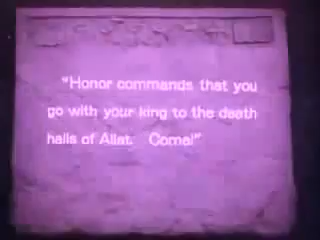 "Honor commands that you
go with your king to the death
halls of Allat. Come!"